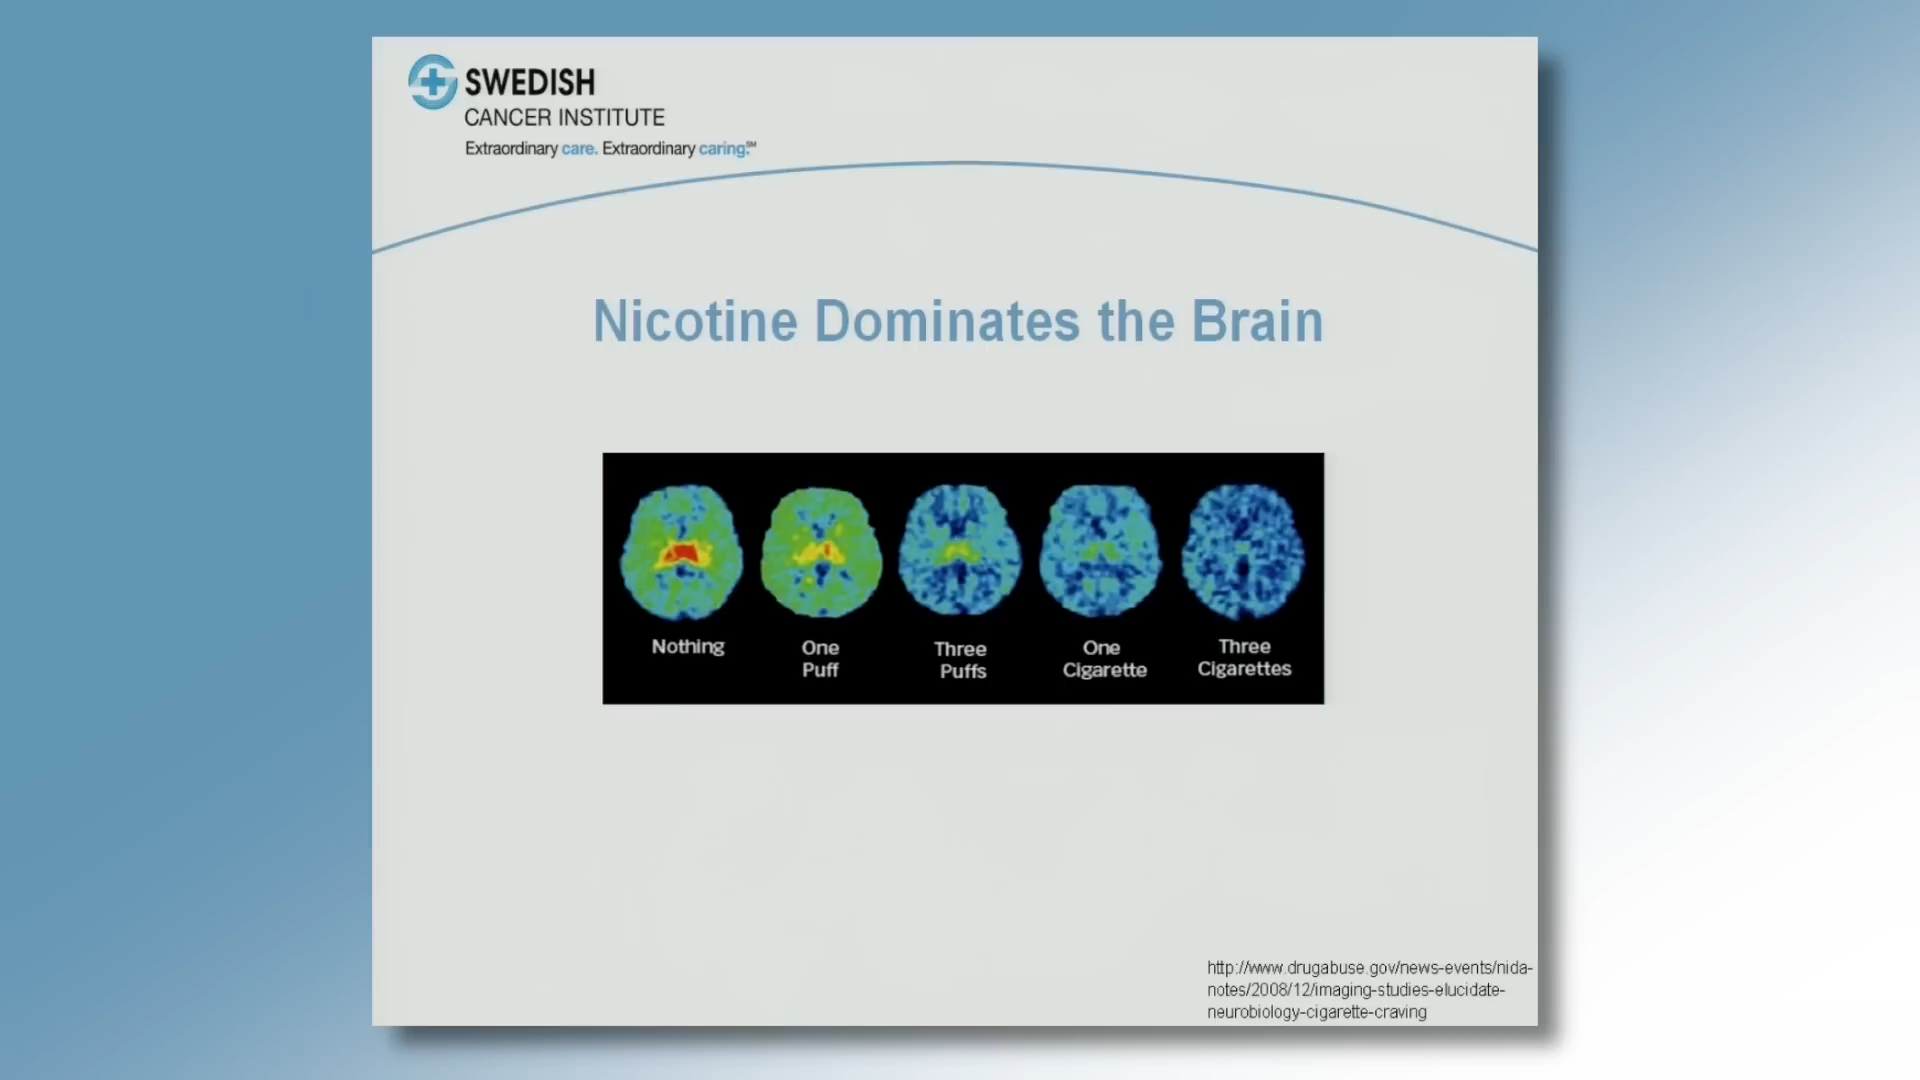 SWEDISH
CANCER INSTITUTE
Extraordinary care. Extraordinary caring.℠
Nicotine Dominates the Brain
Nothing
One
Puff
Three
Puffs
One
Cigarette
Three
Cigarettes
http://www.drugabuse.gov/news-events/nida-
notes/2008/12/imaging-studies-elucidate-
neurobiology-cigarette-craving